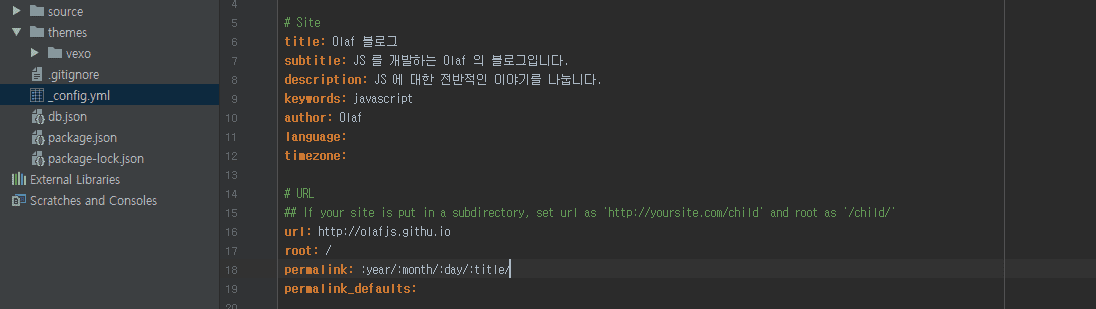 source
themes
vexo
.gitignore
_config.yml
db.json
package.json
package-lock.json
External Libraries
Scratches and Consoles
4
5 # Site
6 title: Olaf 블로그
7 subtitle: JS 를 개발하는 Olaf 의 블로그입니다.
8 description: JS 에 대한 전반적인 이야기를 나눕니다.
9 keywords: javascript
10 author: Olaf
11 language:
12 timezone:
13
14 # URL
15 ## If your site is put in a subdirectory, set url as 'http://yoursite.com/child' and root as '/child/'
16 url: http://olafjs.githu.io
17 root: /
18 permalink: :year/:month/:day/:title/
19 permalink_defaults:
20